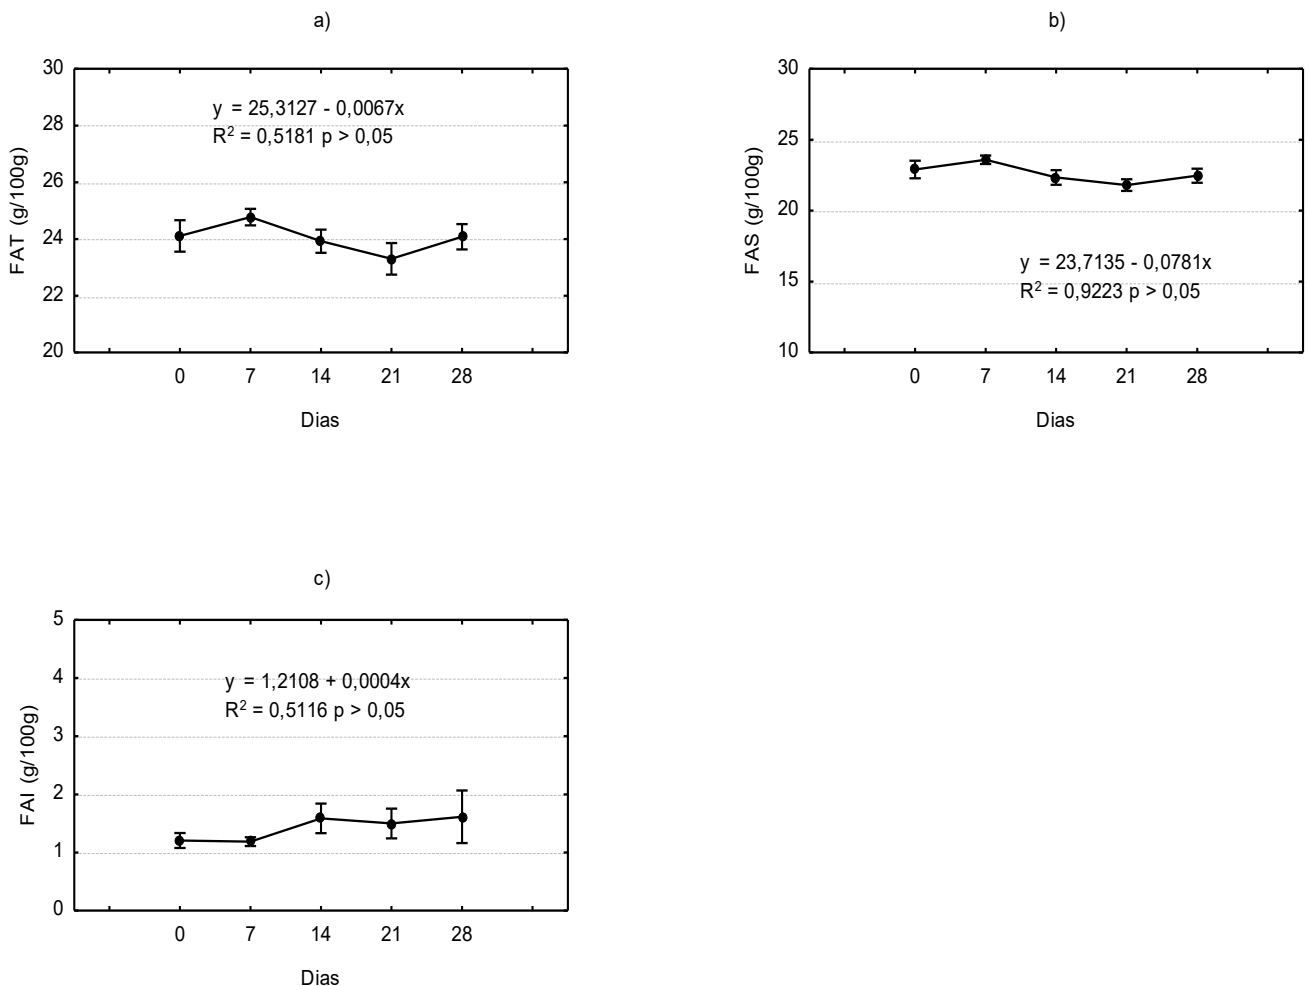 a)
30
28
26
24
22
20
FAT (g/100g)
y = 25,3127 - 0,0067x
R² = 0,5181 p > 0,05
0 7 14 21 28
Dias
b)
30
25
20
15
10
FAS (g/100g)
y = 23,7135 - 0,0781x
R² = 0,9223 p > 0,05
0 7 14 21 28
Dias
c)
5
4
3
2
1
0
FAI (g/100g)
y = 1,2108 + 0,0004x
R² = 0,5116 p > 0,05
0 7 14 21 28
Dias